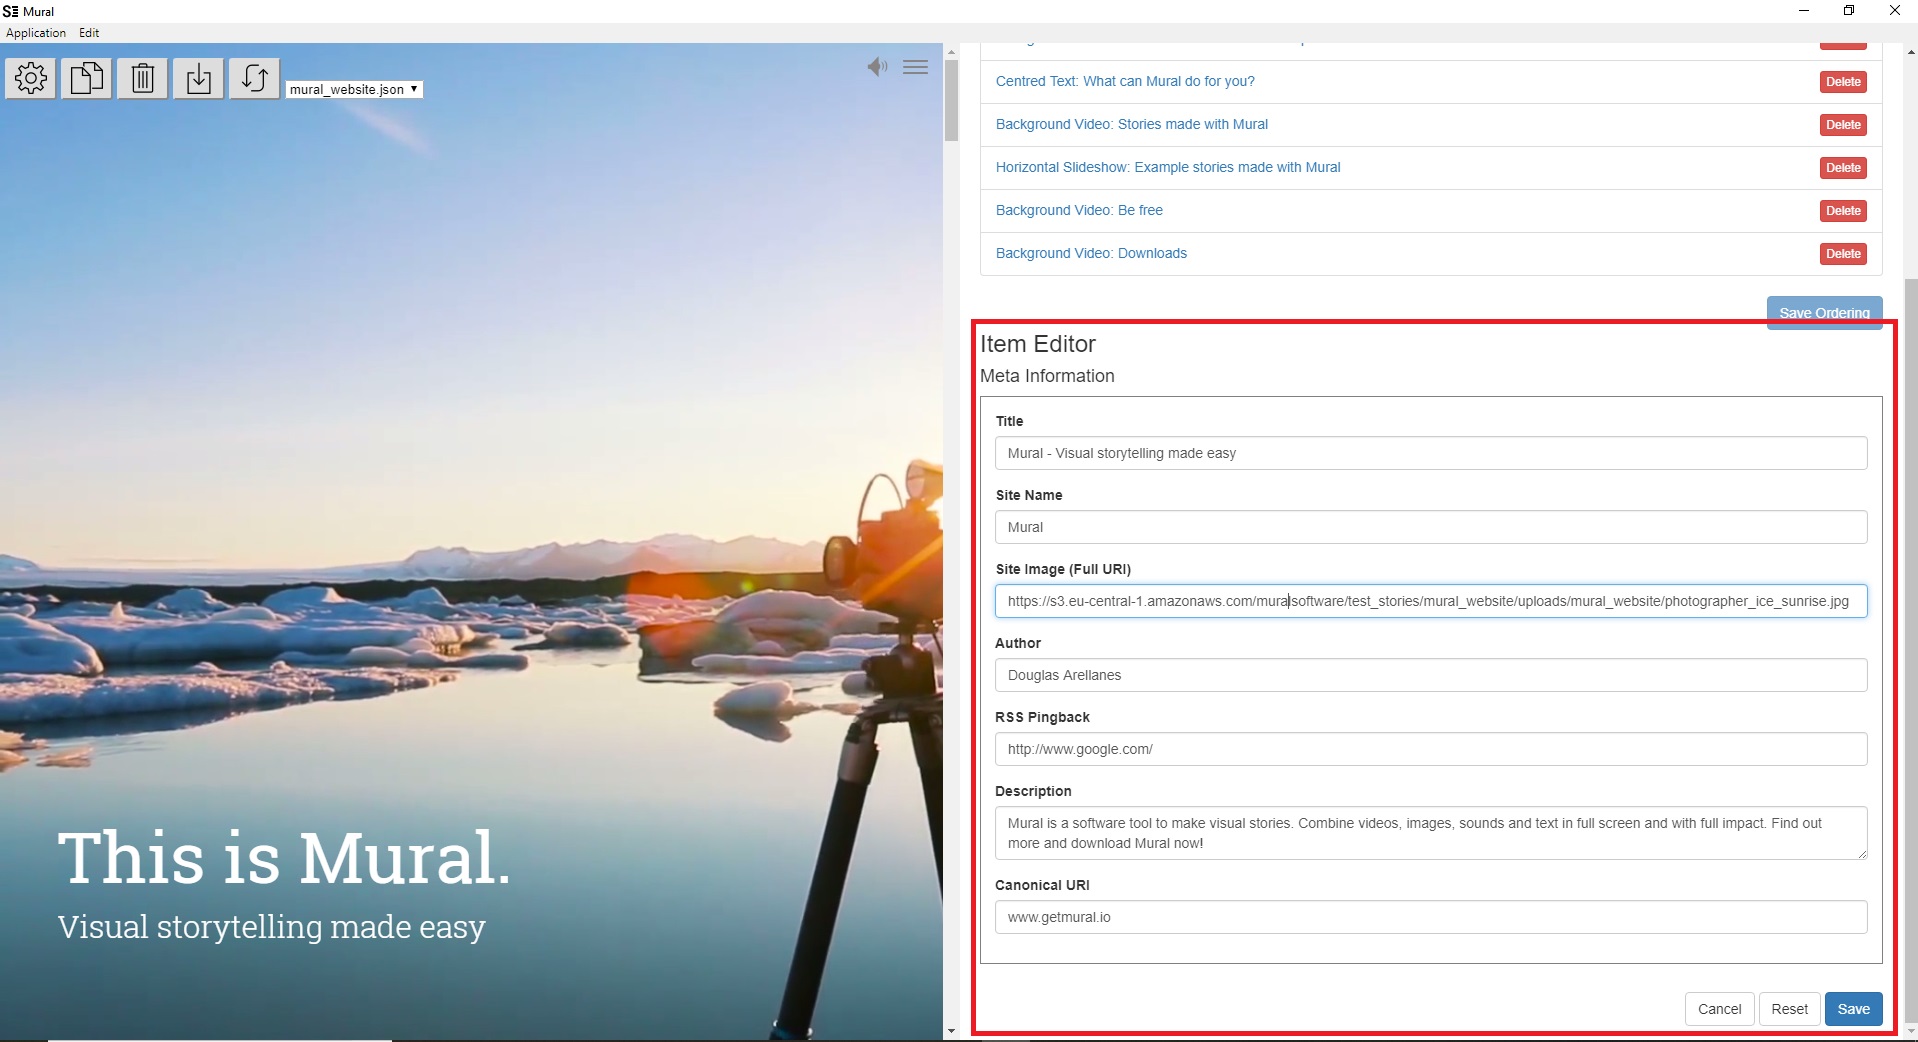 Mural
Application Edit
mural_website.json
Centred Text: What can Mural do for you?
Delete
Background Video: Stories made with Mural
Delete
Horizontal Slideshow: Example stories made with Mural
Delete
Background Video: Be free
Delete
Background Video: Downloads
Delete
Save Ordering
Item Editor
Meta Information
Title
Mural - Visual storytelling made easy
Site Name
Mural
Site Image (Full URI)
https://s3.eu-central-1.amazonaws.com/muralsoftware/test_stories/mural_website/uploads/mural_website/photographer_ice_sunrise.jpg
Author
Douglas Arellanes
RSS Pingback
http://www.google.com/
Description
Mural is a software tool to make visual stories. Combine videos, images, sounds and text in full screen and with full impact. Find out
more and download Mural now!
Canonical URI
www.getmural.io
Cancel Reset Save
This is Mural.
Visual storytelling made easy